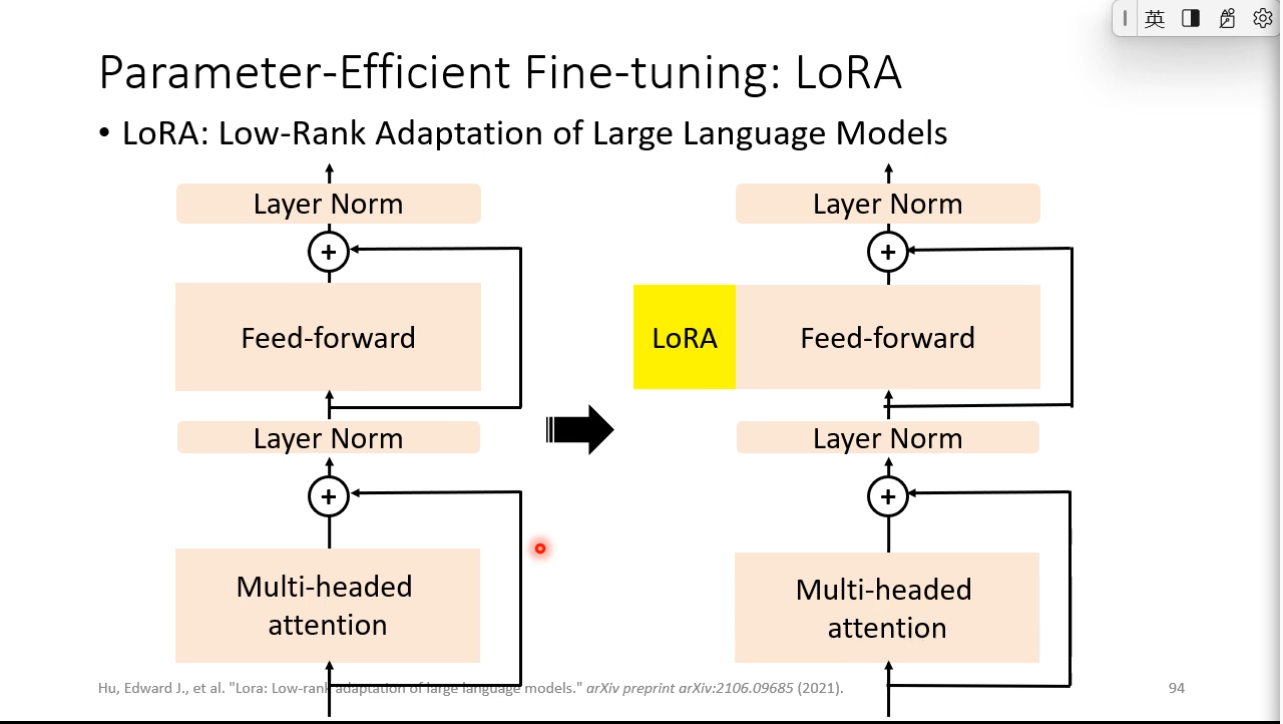 英
Parameter-Efficient Fine-tuning: LoRA
• LoRA: Low-Rank Adaptation of Large Language Models
Layer Norm
+
Feed-forward
Layer Norm
+
Multi-headed
attention
Layer Norm
+
LoRA
Feed-forward
Layer Norm
+
Multi-headed
attention
Hu, Edward J., et al. "Lora: Low-rank adaptation of large language models." arXiv preprint arXiv:2106.09685 (2021).
94